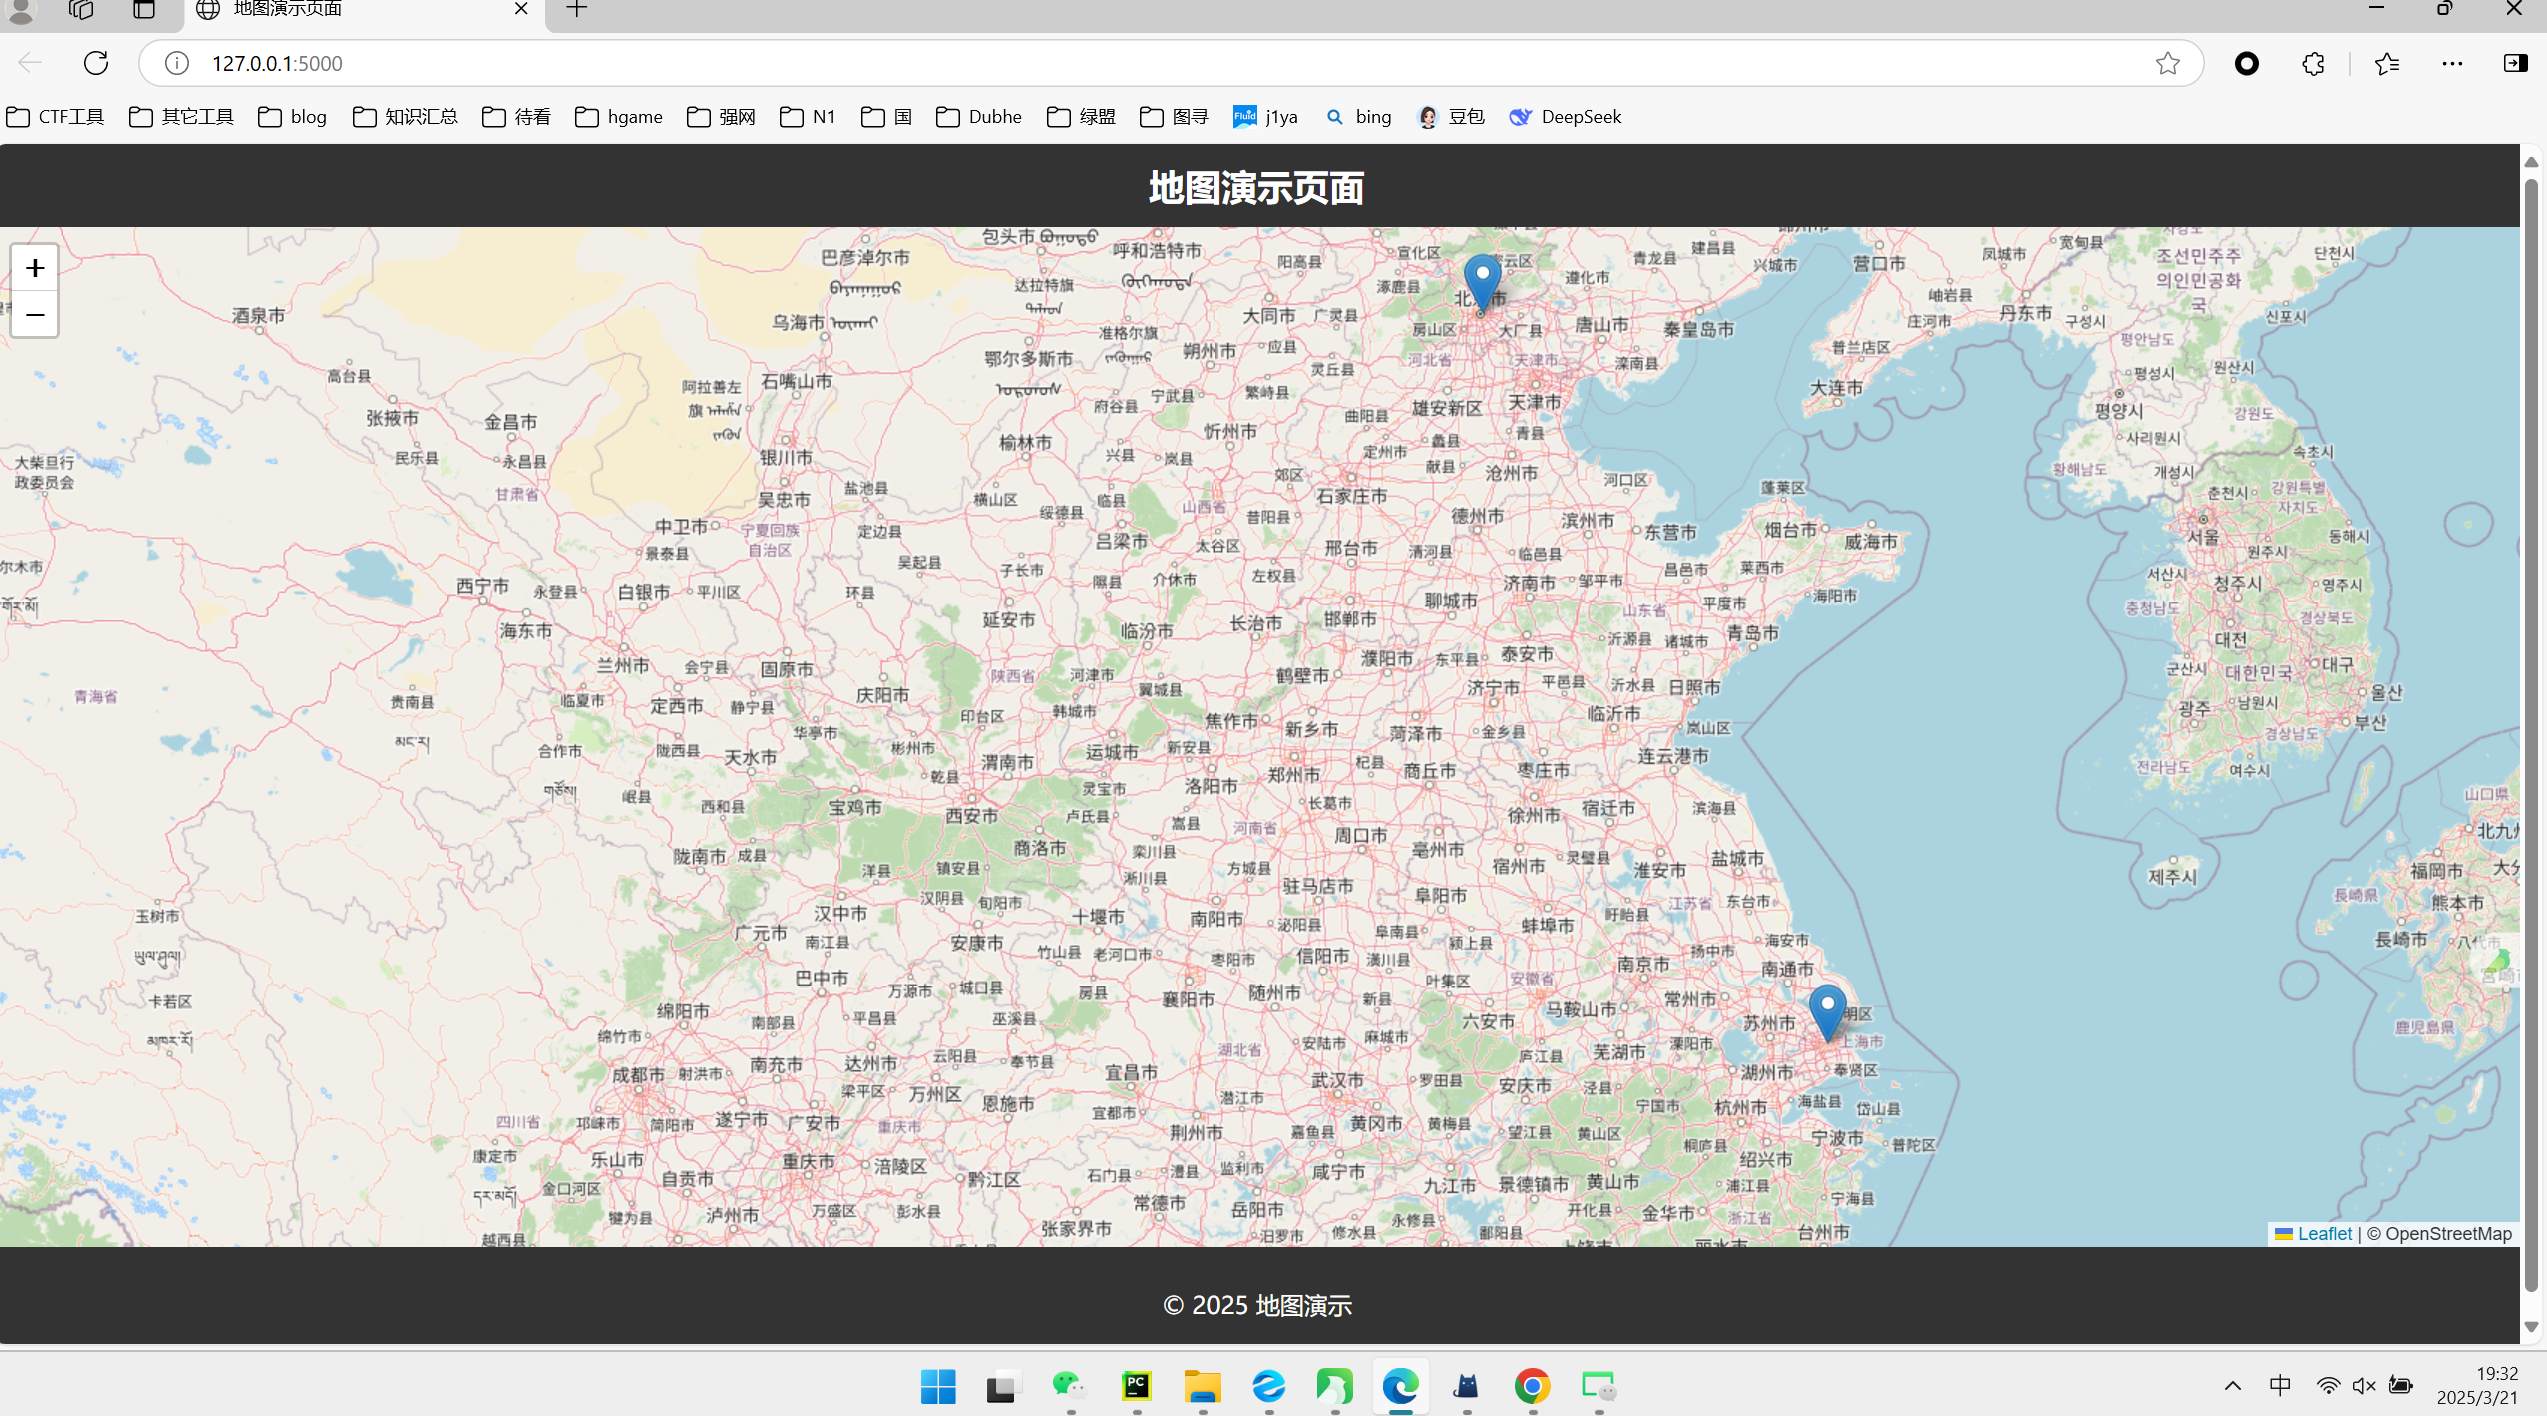 地图演示页面
127.0.0.1:5000
CTF工具 其它工具 blog 知识汇总 待看 hgame 强网 N1 国 Dubhe 绿盟 图寻 j1ya bing 豆包 DeepSeek
地图演示页面
+
−
包头市 呼和浩特市 宣化区 建昌县 宽甸县 조선민주주의인민공화국 단천시
巴彦淖尔市 阳高县 云区 青龙县 兴城市 营口市 凤城市
达拉特旗 涿鹿县 遵化市 岫岩县
酒泉市 乌海市 准格尔旗 大同市 广灵县 北 市 房山区 大厂县 唐山市 秦皇岛市 庄河市 丹东市 구성시 신포시
鄂尔多斯市 朔州市 应县 河北省 天津市 滦南县 普兰店区 평안남도
高台县 阿拉善左旗 石嘴山市 宁武县 繁峙县 灵丘县 大连市 평성시 원산시
张掖市 金昌市 府谷县 曲阳县 雄安新区 天津市 평양시 강원도
民乐县 永昌县 银川市 榆林市 忻州市 定州市 蠡县 青县 사리원시 속초시
大柴旦行政委员会 兴县 岚县 郊区 献县 沧州市 황해남도 개성시
甘肃省 吴忠市 盐池县 横山区 临县 石家庄市 河口区 蓬莱区 춘천시 강원특별자치도
中卫市 宁夏回族自治区 定边县 绥德县 山西省 昔阳县 德州市 滨州市 东营市 烟台市 威海市 서울 동해시
尔木市 景泰县 吴起县 吕梁市 太谷区 邢台市 清河县 临邑县 莱西市 원주시
西宁市 永登县 白银市 平川区 环县 子长市 隰县 介休市 左权县 济南市 邹平市 昌邑市 서산시 청주시 영주시
海东市 延安市 临汾市 长治市 邯郸市 聊城市 山东省 平度市 海阳市 충청남도 경상북도
兰州市 会宁县 固原市 濮阳市 东平县 泰安市 沂源县 诸城市 青岛市 대전
青海省 贵南县 临夏市 定西市 静宁县 庆阳市 陕西省 河津市 翼城县 鹤壁市 济宁市 平邑县 沂水县 日照市 군산시 대한민국 대구
印台区 韩城市 焦作市 新乡市 菏泽市 金乡县 临沂市 岚山区 광주 남원시 울산 부산
合作市 陇西县 天水市 华亭市 彬州市 渭南市 运城市 新安县 郑州市 杞县 商丘市 枣庄市 连云港市 경상남도
岷县 西和县 宝鸡市 乾县 西安市 灵宝市 洛阳市 长葛市 徐州市 宿迁市 滨海县 전라남도 여수시 山口県
卢氏县 嵩县 河南省 周口市 亳州市 北九州
陇南市 成县 洋县 镇安县 商洛市 栾川县 方城县 宿州市 灵璧县 淮安市 盐城市 제주시 福岡市 大分
玉树市 汉中市 汉阴县 旬阳市 淅川县 驻马店市 阜阳市 盱眙县 江苏省 东台市 長崎県 熊本市
广元市 南江县 安康市 十堰市 南阳市 泌阳县 阜南县 蚌埠市 長崎市 八代市
巴中市 竹山县 老河口市 枣阳市 信阳市 潢川县 颍上县 扬中市 海安市
卡若区 万源市 城口县 房县 襄阳市 随州市 新县 叶集区 安徽省 南京市 南通市
绵阳市 绵竹市 南部县 平昌县 巫溪县 六安市 马鞍山市 常州市 苏州市 明区 鹿児島県
成都市 射洪市 南充市 达州市 云阳县 奉节县 湖北省 安陆市 麻城市 庐江县 芜湖市 溧阳市 上海市
梁平区 万州区 宜昌市 武汉市 罗田县 安庆市 泾县 湖州市 奉贤区
四川省 邛崃市 简阳市 遂宁市 广安市 重庆市 恩施市 宜都市 潜江市 黄冈市 黄梅县 宁国市 杭州市 海盐县 岱山县
康定市 乐山市 重庆市 涪陵区 荆州市 嘉鱼县 望江县 黄山区 桐庐县 宁波市 普陀区
金口河区 自贡市 黔江区 石门县 澧县 监利市 咸宁市 九江市 景德镇市 黄山市 绍兴市 浦江县 宁海县
越西县 犍为县 泸州市 万盛区 彭水县 张家界市 常德市 岳阳市 汨罗市 修水县 永修县 鄱阳县 开化县 金华市 浙江省 台州市
Leaflet | © OpenStreetMap
© 2025 地图演示
中
19:32
2025/3/21